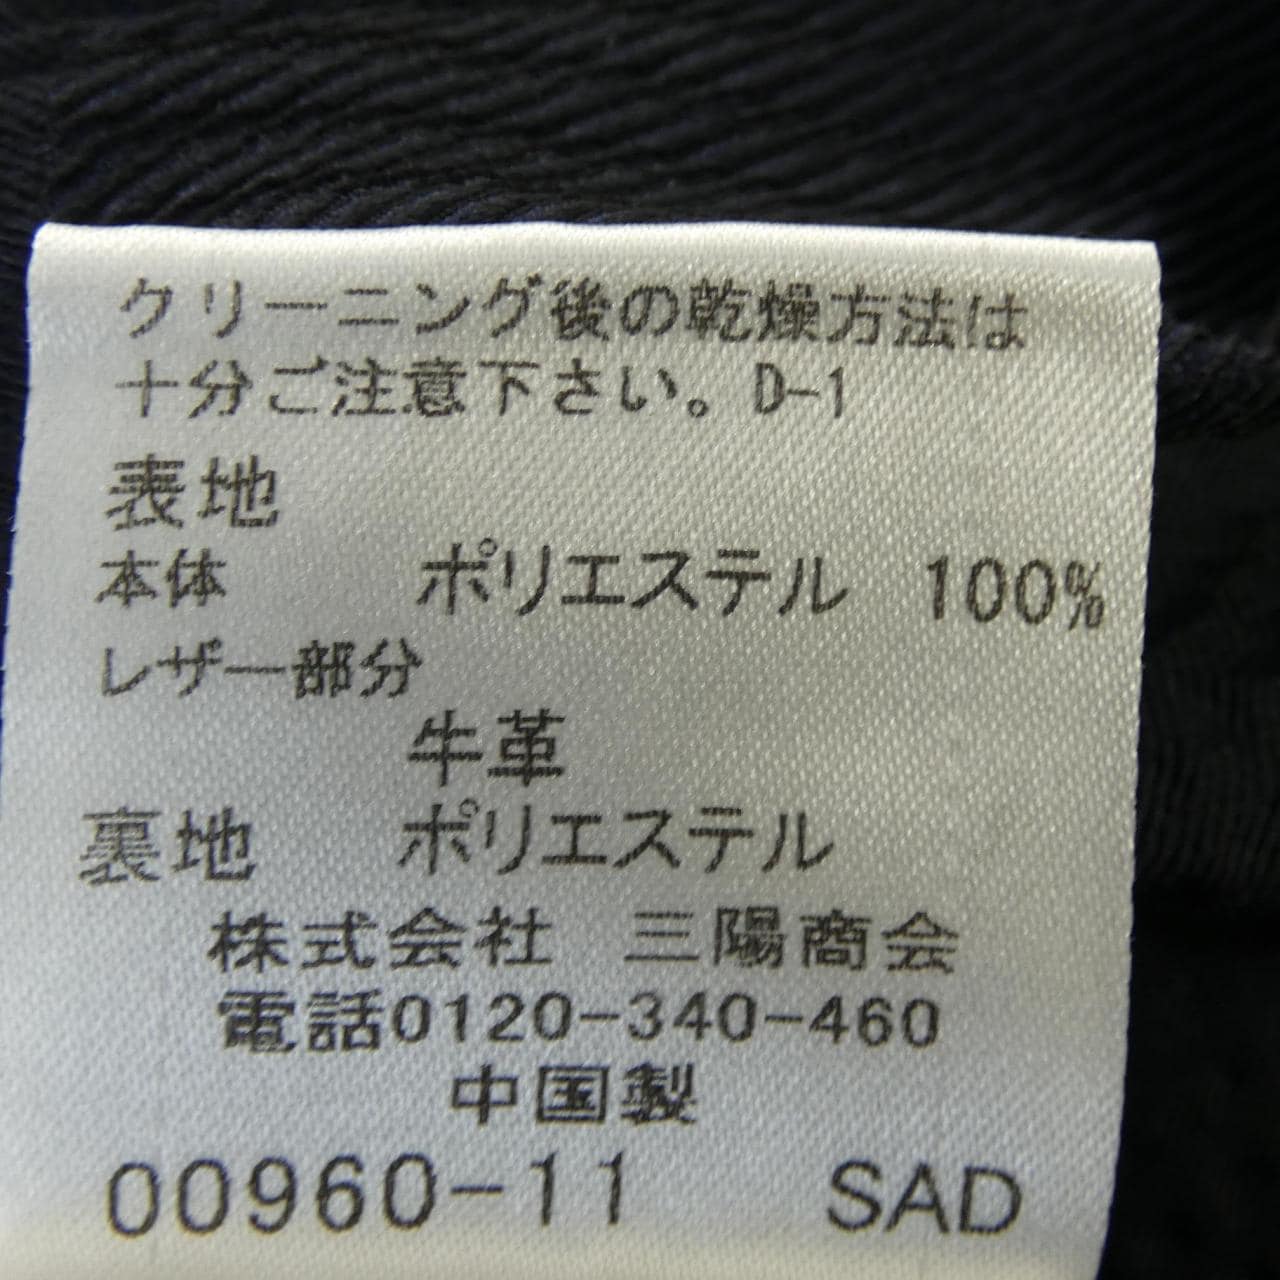 クリーニング後の乾燥方法は
十分ご注意下さい。D-1
表地
本体 ポリエステル 100%
レザー部分
牛革
裏地 ポリエステル
株式会社 三陽商会
電話0120-340-460
中国製
00960-11 SAD